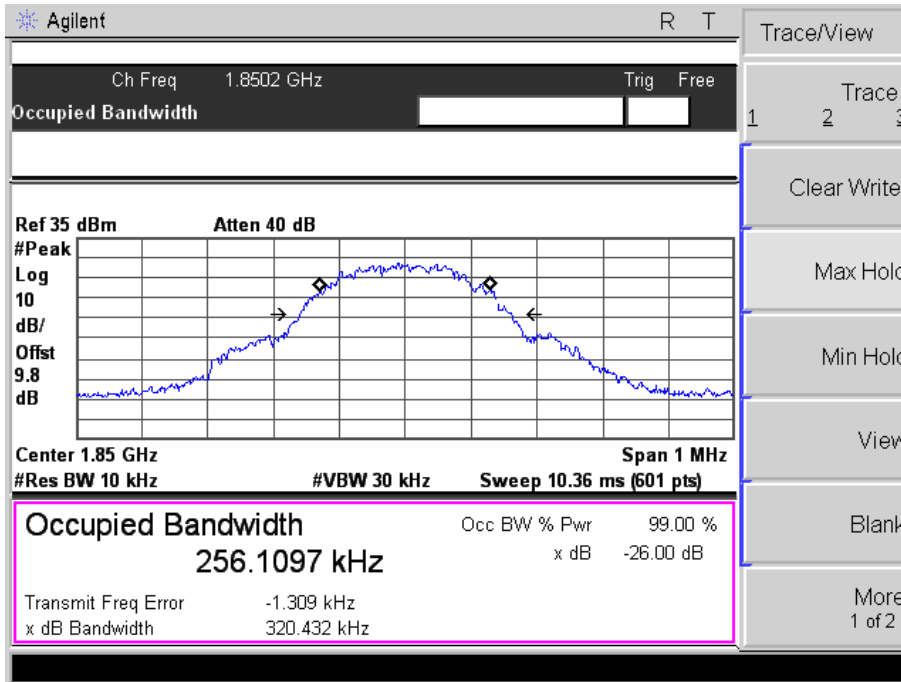 Agilent R T
Trace/View
Ch Freq 1.8502 GHz Trig Free
Occupied Bandwidth
Trace
1 2 3
Clear Write
Max Hold
Min Hold
View
Blank
More
1 of 2
Ref 35 dBm Atten 40 dB
#Peak
Log
10
dB/
Offst
9.8
dB
Center 1.85 GHz Span 1 MHz
#Res BW 10 kHz #VBW 30 kHz Sweep 10.36 ms (601 pts)
Occupied Bandwidth Occ BW % Pwr 99.00 %
256.1097 kHz x dB -26.00 dB
Transmit Freq Error -1.309 kHz
x dB Bandwidth 320.432 kHz